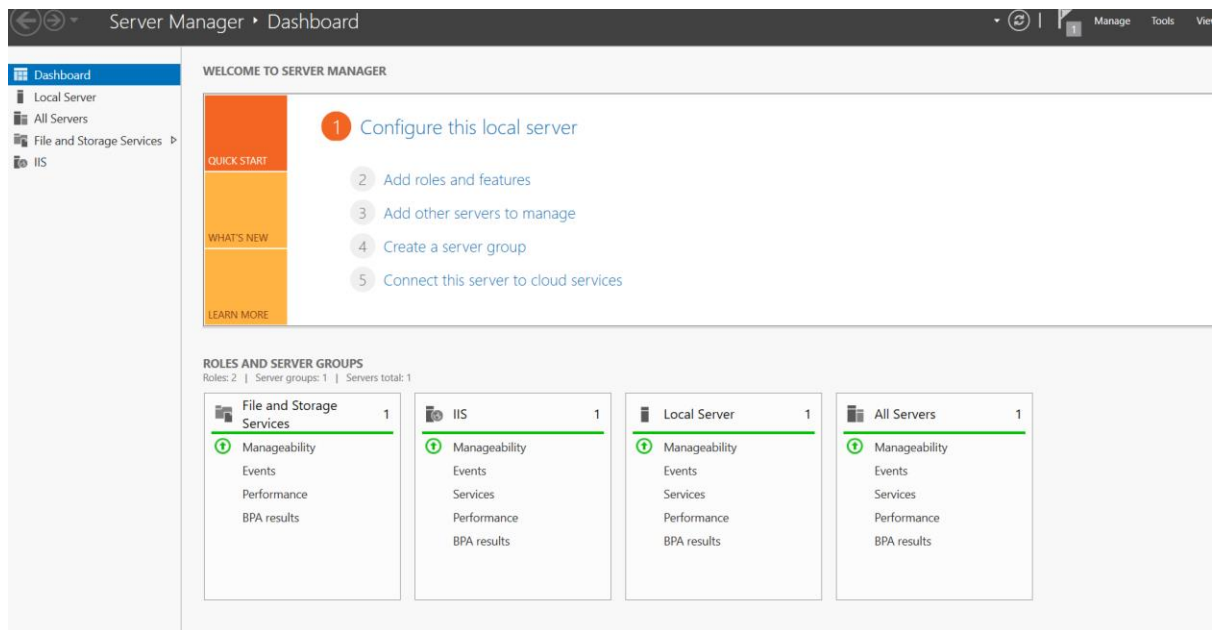 Server Manager • Dashboard
1
Manage Tools View
Dashboard
Local Server
All Servers
File and Storage Services
IIS
WELCOME TO SERVER MANAGER
QUICK START
WHAT'S NEW
LEARN MORE
1 Configure this local server
2 Add roles and features
3 Add other servers to manage
4 Create a server group
5 Connect this server to cloud services
ROLES AND SERVER GROUPS
Roles: 2 | Server groups: 1 | Servers total: 1
File and Storage
Services
1
Manageability
Events
Performance
BPA results
IIS 1
Manageability
Events
Services
Performance
BPA results
Local Server 1
Manageability
Events
Services
Performance
BPA results
All Servers 1
Manageability
Events
Services
Performance
BPA results